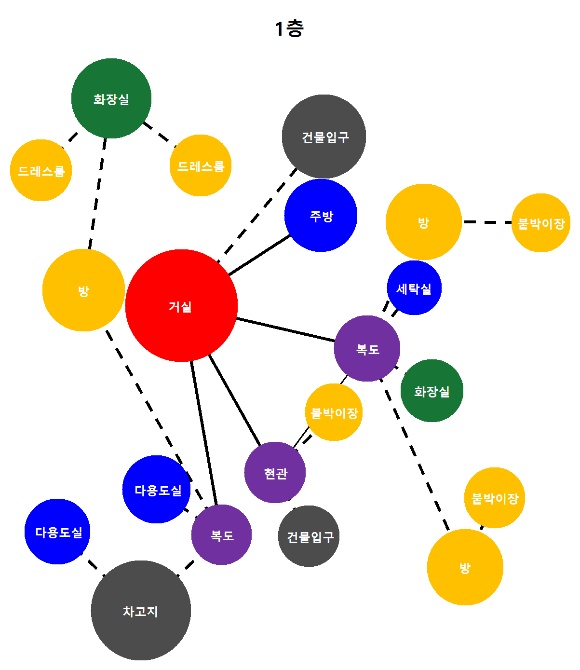 1층
화장실
건물입구
드레스룸
드레스룸
주방
방
붙박이장
방
세탁실
거실
복도
화장실
붙박이장
현관
다용도실
붙박이장
다용도실
복도
건물입구
방
차고지